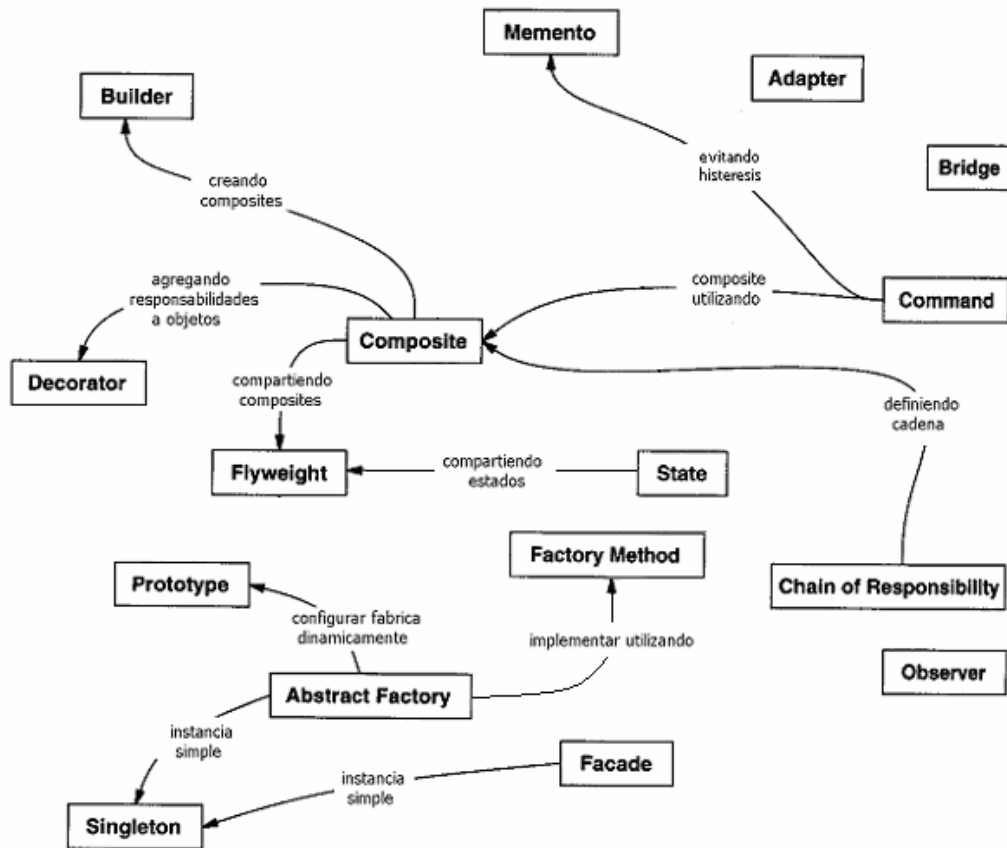 Memento
Adapter
Builder
evitando
histeresis
Bridge
creando
composites
agregando
responsabilidades
a objetos
composite
utilizando
Command
Composite
Decorator
compartiendo
composites
definiendo
cadena
Flyweight
compartiendo
estados
State
Factory Method
Prototype
Chain of Responsibility
configurar fabrica
dinamicamente
implementar utilizando
Observer
Abstract Factory
instancia
simple
Facade
instancia
simple
Singleton